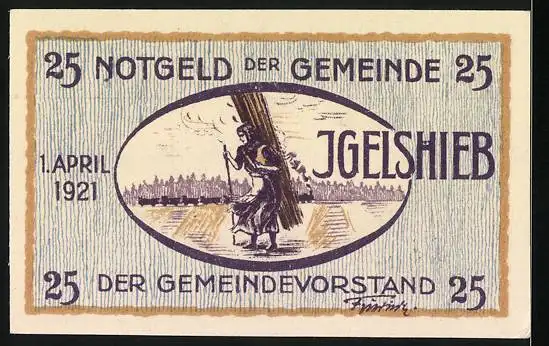 25 NOTGELD DER GEMEINDE 25
JGELSHIEB
1. APRIL
1921
25 DER GEMEINDEVORSTAND 25